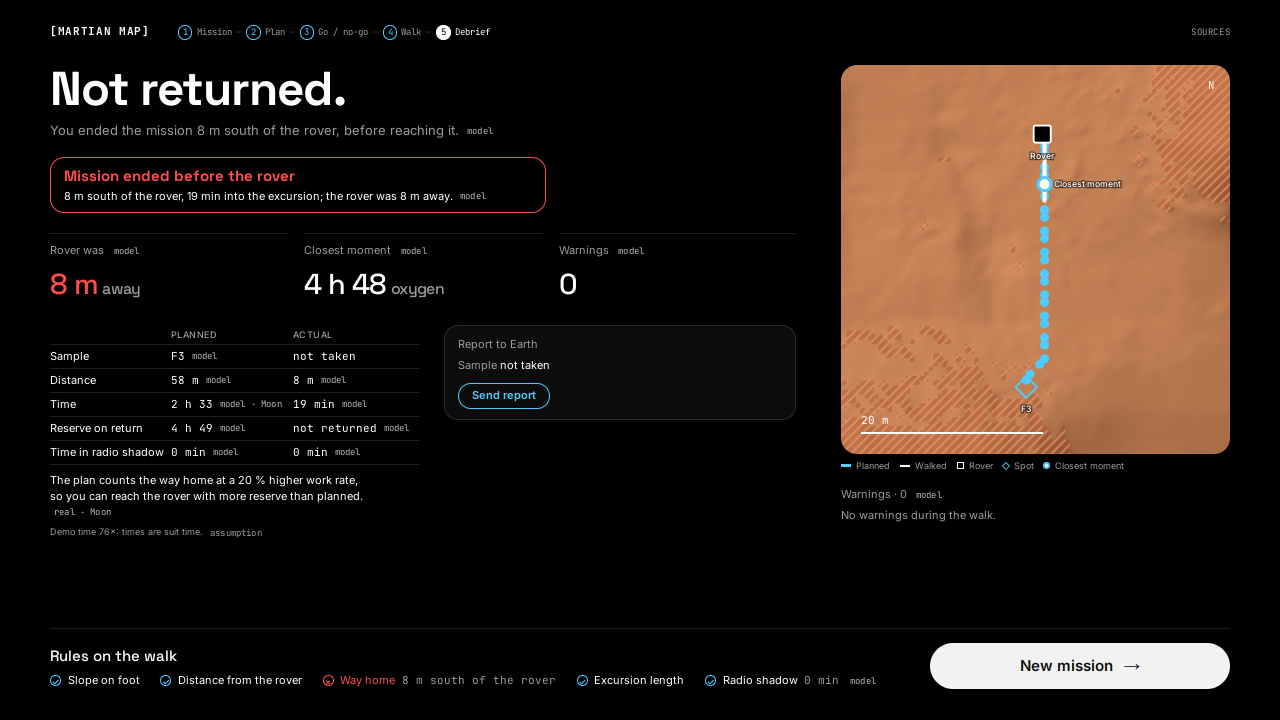 [MARTIAN MAP]
1 Mission – 2 Plan – 3 Go / no-go – 4 Walk – 5 Debrief
SOURCES
Not returned.
You ended the mission 8 m south of the rover, before reaching it. model
Mission ended before the rover
8 m south of the rover, 19 min into the excursion; the rover was 8 m away. model
Rover was model
8 m away
Closest moment model
4 h 48 oxygen
Warnings model
0
PLANNED ACTUAL
Sample F3 model not taken
Distance 58 m model 8 m model
Time 2 h 33 model · Moon 19 min model
Reserve on return 4 h 49 model not returned model
Time in radio shadow 0 min model 0 min model
The plan counts the way home at a 20 % higher work rate,
so you can reach the rover with more reserve than planned.
real · Moon
Demo time 76×: times are suit time. assumption
Report to Earth
Sample not taken
Send report
N
Rover
Closest moment
F3
20 m
Planned Walked Rover Spot Closest moment
Warnings · 0 model
No warnings during the walk.
Rules on the walk
Slope on foot Distance from the rover Way home 8 m south of the rover Excursion length Radio shadow 0 min model
New mission →